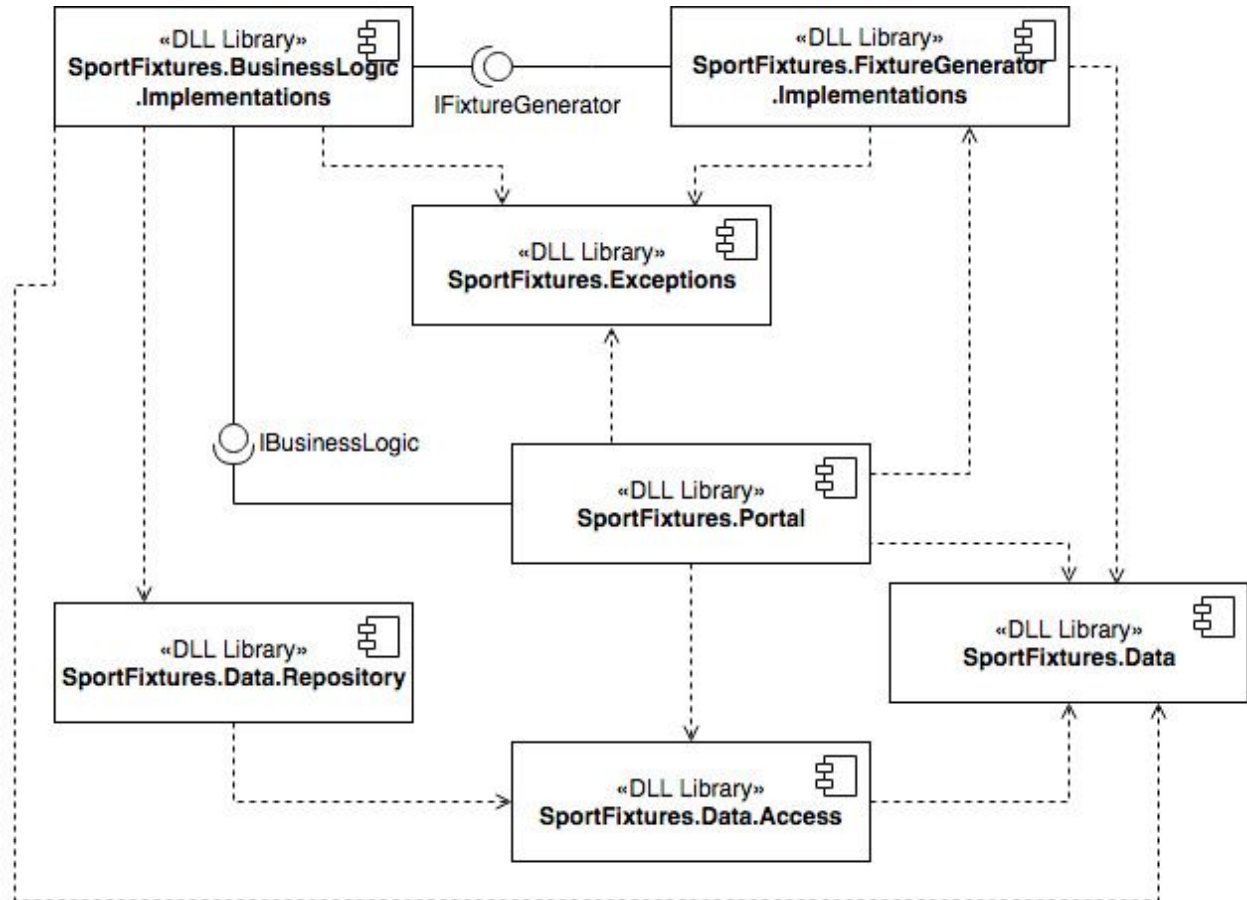 «DLL Library»
SportFixtures.BusinessLogic
.Implementations
IFixtureGenerator
«DLL Library»
SportFixtures.FixtureGenerator
.Implementations
«DLL Library»
SportFixtures.Exceptions
IBusinessLogic
«DLL Library»
SportFixtures.Portal
«DLL Library»
SportFixtures.Data.Repository
«DLL Library»
SportFixtures.Data
«DLL Library»
SportFixtures.Data.Access